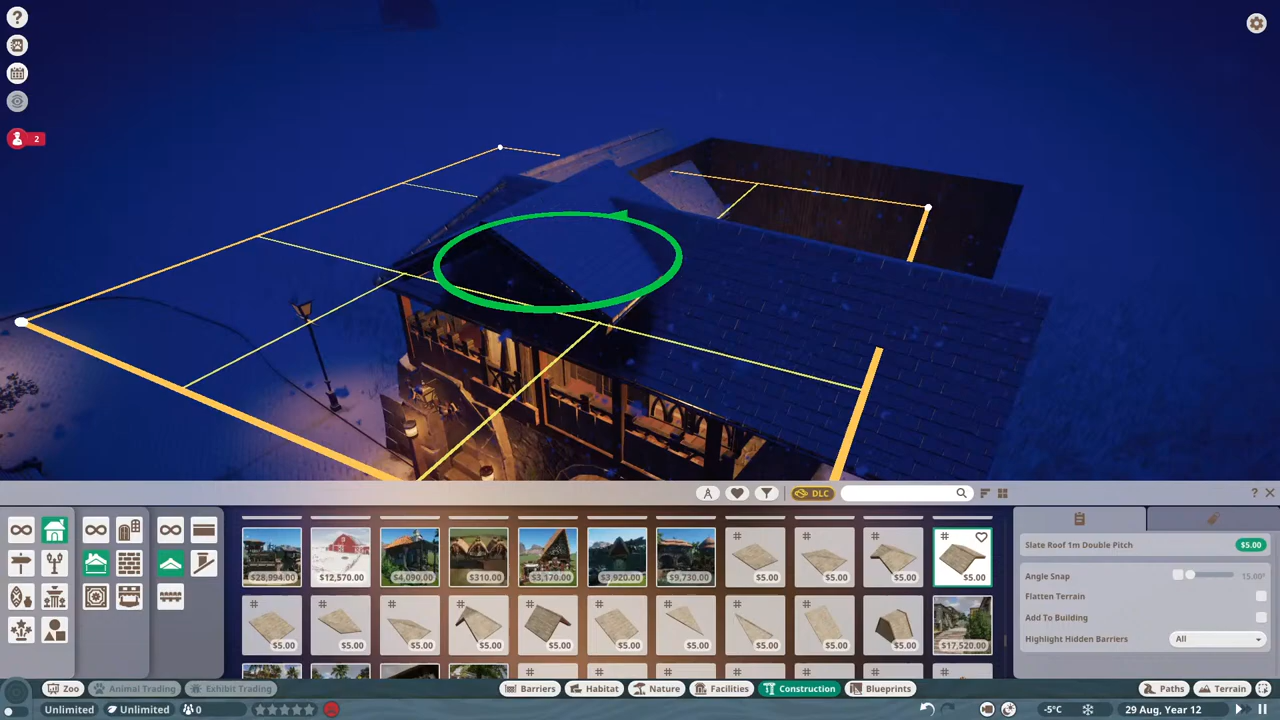 ?
2
DLC
? ×
$28,994.00 $12,570.00 $4,090.00 $310.00 $3,170.00 $3,920.00 $9,730.00 $5.00 $5.00 $5.00 $5.00
$5.00 $5.00 $5.00 $5.00 $5.00 $5.00 $5.00 $5.00 $5.00 $5.00 $17,520.00
Slate Roof 1m Double Pitch $5.00
Angle Snap 15.00°
Flatten Terrain
Add To Building
Highlight Hidden Barriers All
Zoo Animal Trading Exhibit Trading Barriers Habitat Nature Facilities Construction Blueprints Paths Terrain
Unlimited Unlimited 0 -5°C 29 Aug, Year 12